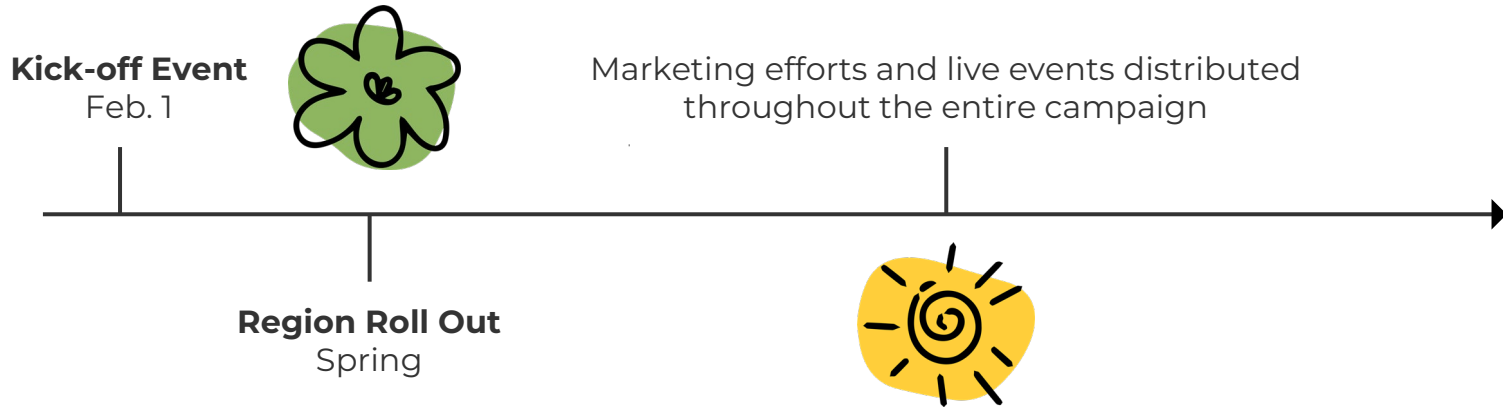 Kick-off Event
Feb. 1
Marketing efforts and live events distributed
throughout the entire campaign
Region Roll Out
Spring